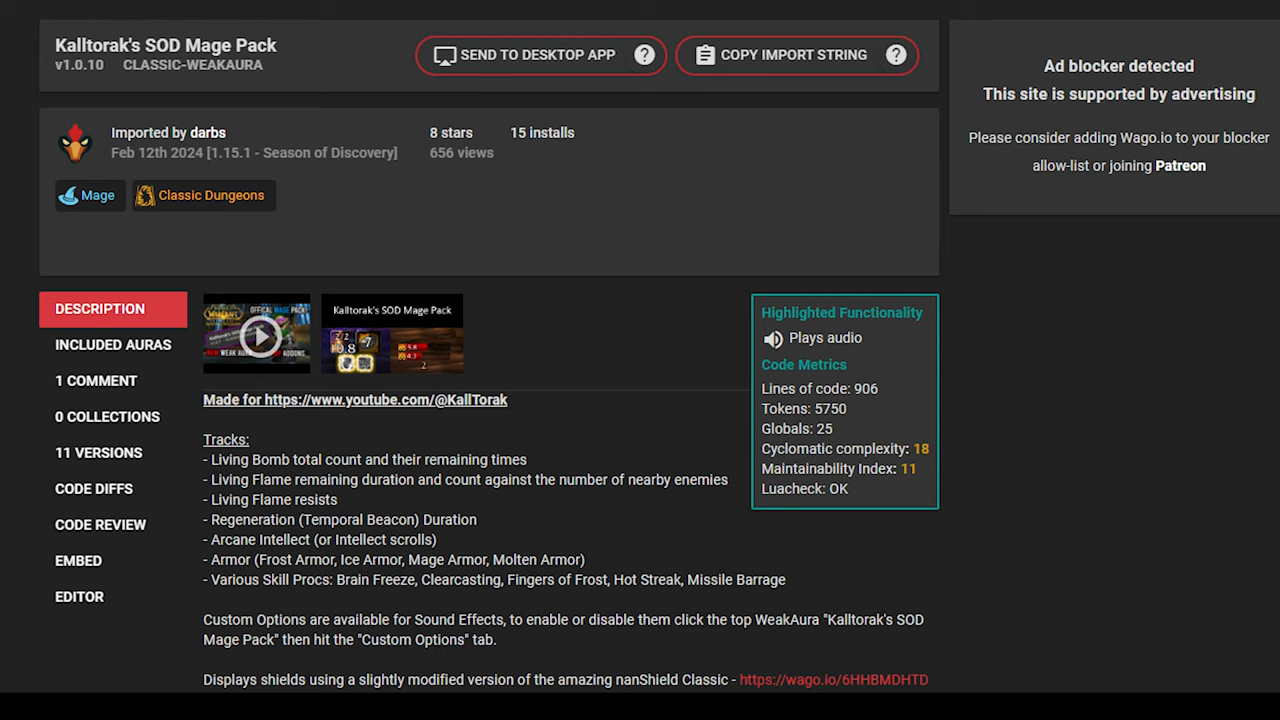 Kalltorak's SOD Mage Pack
v1.0.10 CLASSIC-WEAKAURA
SEND TO DESKTOP APP ?
COPY IMPORT STRING ?
Ad blocker detected
This site is supported by advertising
Please consider adding Wago.io to your blocker
allow-list or joining Patreon
Imported by darbs
Feb 12th 2024 [1.15.1 - Season of Discovery]
8 stars 15 installs
656 views
Mage
Classic Dungeons
DESCRIPTION
INCLUDED AURAS
1 COMMENT
0 COLLECTIONS
11 VERSIONS
CODE DIFFS
CODE REVIEW
EMBED
EDITOR
Kalltorak's SOD Mage Pack
Highlighted Functionality
Plays audio
Code Metrics
Lines of code: 906
Tokens: 5750
Globals: 25
Cyclomatic complexity: 18
Maintainability Index: 11
Luacheck: OK
Made for https://www.youtube.com/@KallTorak
Tracks:
- Living Bomb total count and their remaining times
- Living Flame remaining duration and count against the number of nearby enemies
- Living Flame resists
- Regeneration (Temporal Beacon) Duration
- Arcane Intellect (or Intellect scrolls)
- Armor (Frost Armor, Ice Armor, Mage Armor, Molten Armor)
- Various Skill Procs: Brain Freeze, Clearcasting, Fingers of Frost, Hot Streak, Missile Barrage
Custom Options are available for Sound Effects, to enable or disable them click the top WeakAura "Kalltorak's SOD
Mage Pack" then hit the "Custom Options" tab.
Displays shields using a slightly modified version of the amazing nanShield Classic - https://wago.io/6HHBMDHTD